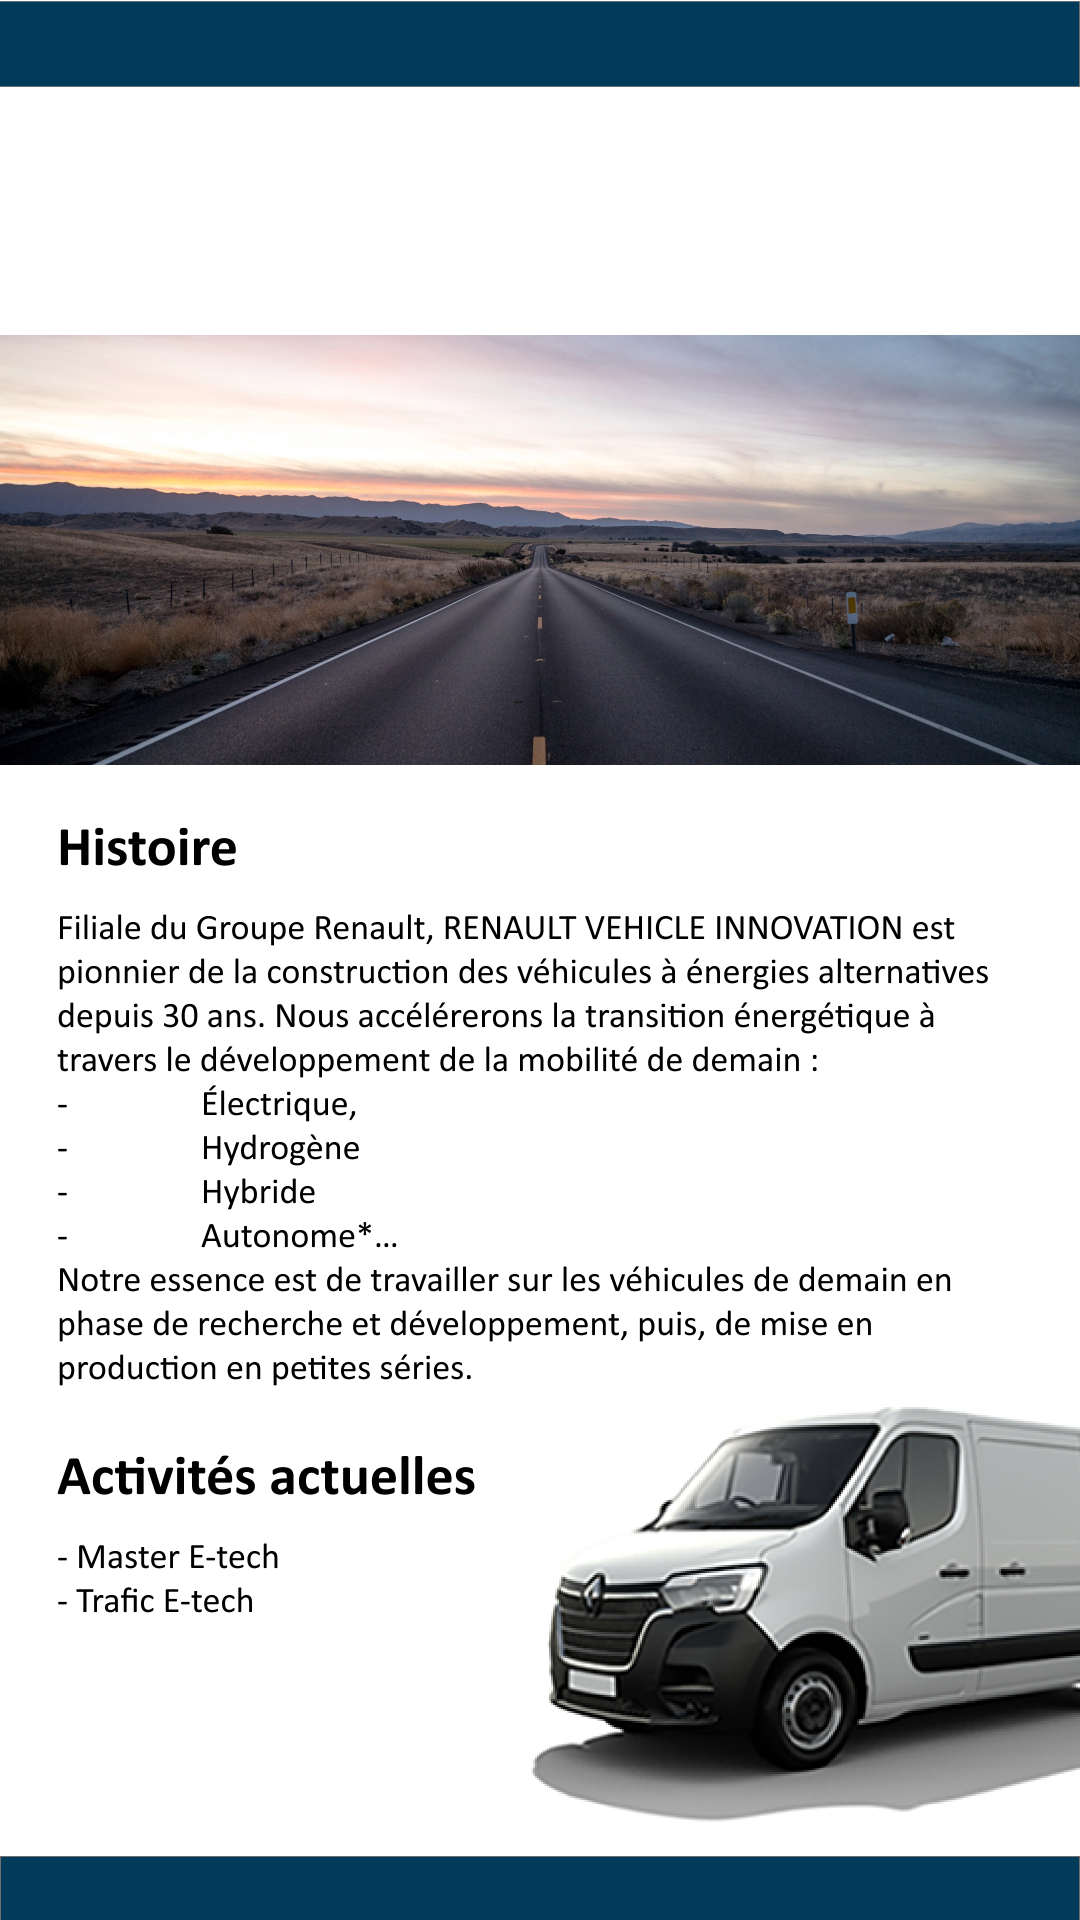 Histoire
Filiale du Groupe Renault, RENAULT VEHICLE INNOVATION est
pionnier de la construction des véhicules à énergies alternatives
depuis 30 ans. Nous accélérerons la transition énergétique à
travers le développement de la mobilité de demain :
- Électrique,
- Hydrogène
- Hybride
- Autonome*...
Notre essence est de travailler sur les véhicules de demain en
phase de recherche et développement, puis, de mise en
production en petites séries.
Activités actuelles
- Master E-tech
- Trafic E-tech